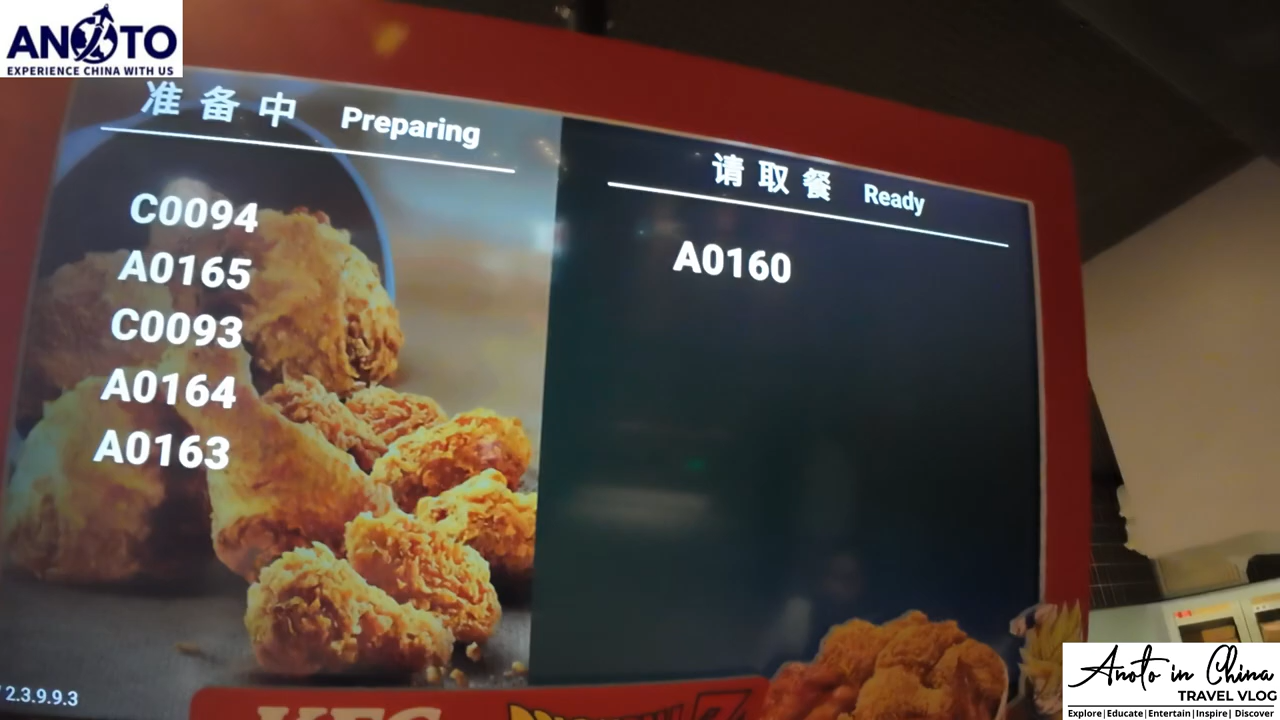 ANOTO
EXPERIENCE CHINA WITH US
准备中 Preparing
C0094
A0165
C0093
A0164
A0163
请取餐 Ready
A0160
2.3.9.9.3
KFC
Z
Anoto in China
TRAVEL VLOG
Explore|Educate|Entertain|Inspire| Discover